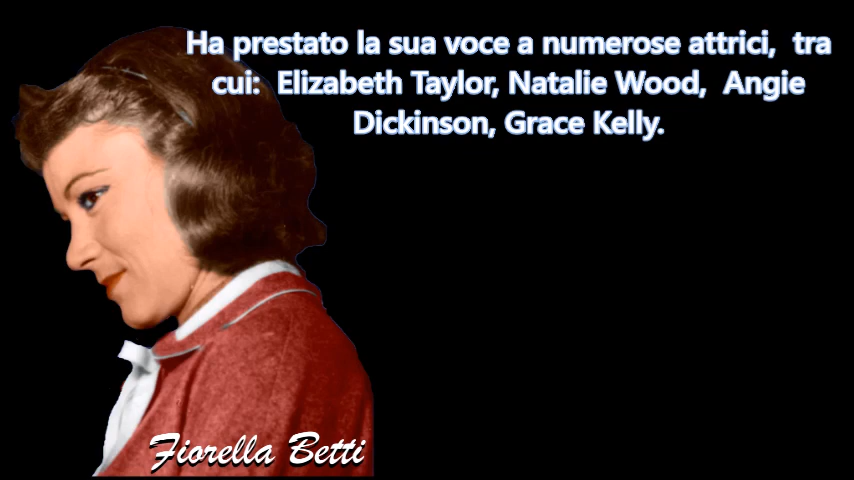 Ha prestato la sua voce a numerose attrici, tra
cui: Elizabeth Taylor, Natalie Wood, Angie
Dickinson, Grace Kelly.
Fiorella Betti